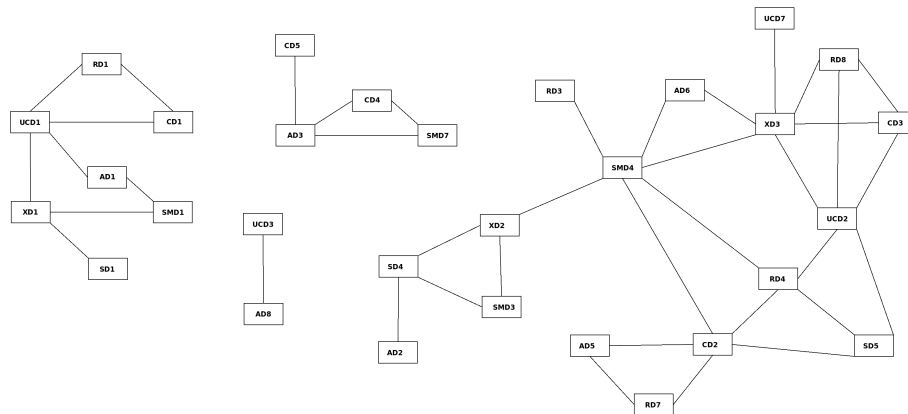 UCD7
CD5
RD8
RD1
AD6
RD3
CD4
UCD1
CD1
XD3
CD3
AD3
SMD7
SMD4
AD1
XD1
SMD1
UCD2
UCD3
XD2
SD4
SD1
RD4
SMD3
AD8
AD5
CD2
SD5
AD2
RD7